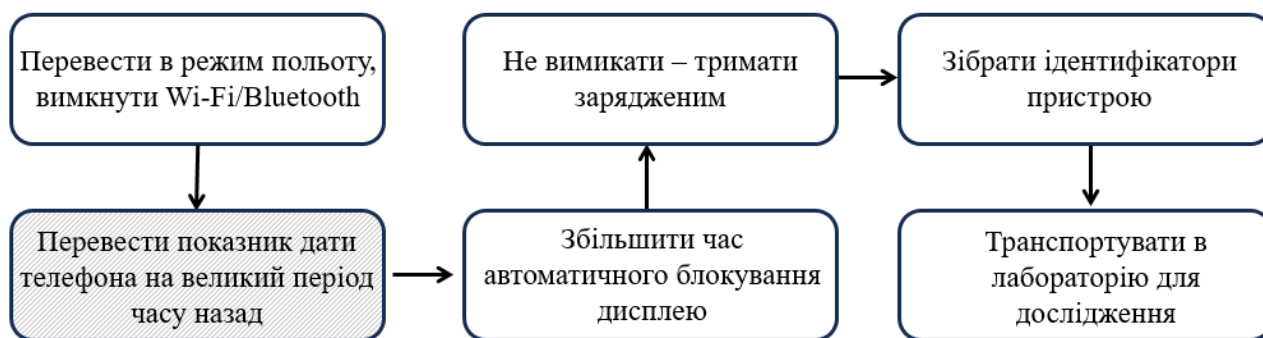 Перевести в режим польоту,
вимкнути Wi-Fi/Bluetooth
Перевести показник дати
телефона на великий період
часу назад
Збільшити час
автоматичного блокування
дисплею
Не вимикати – тримати
зарядженим
Зібрати ідентифікатори
пристрою
Транспортувати в
лабораторію для
дослідження